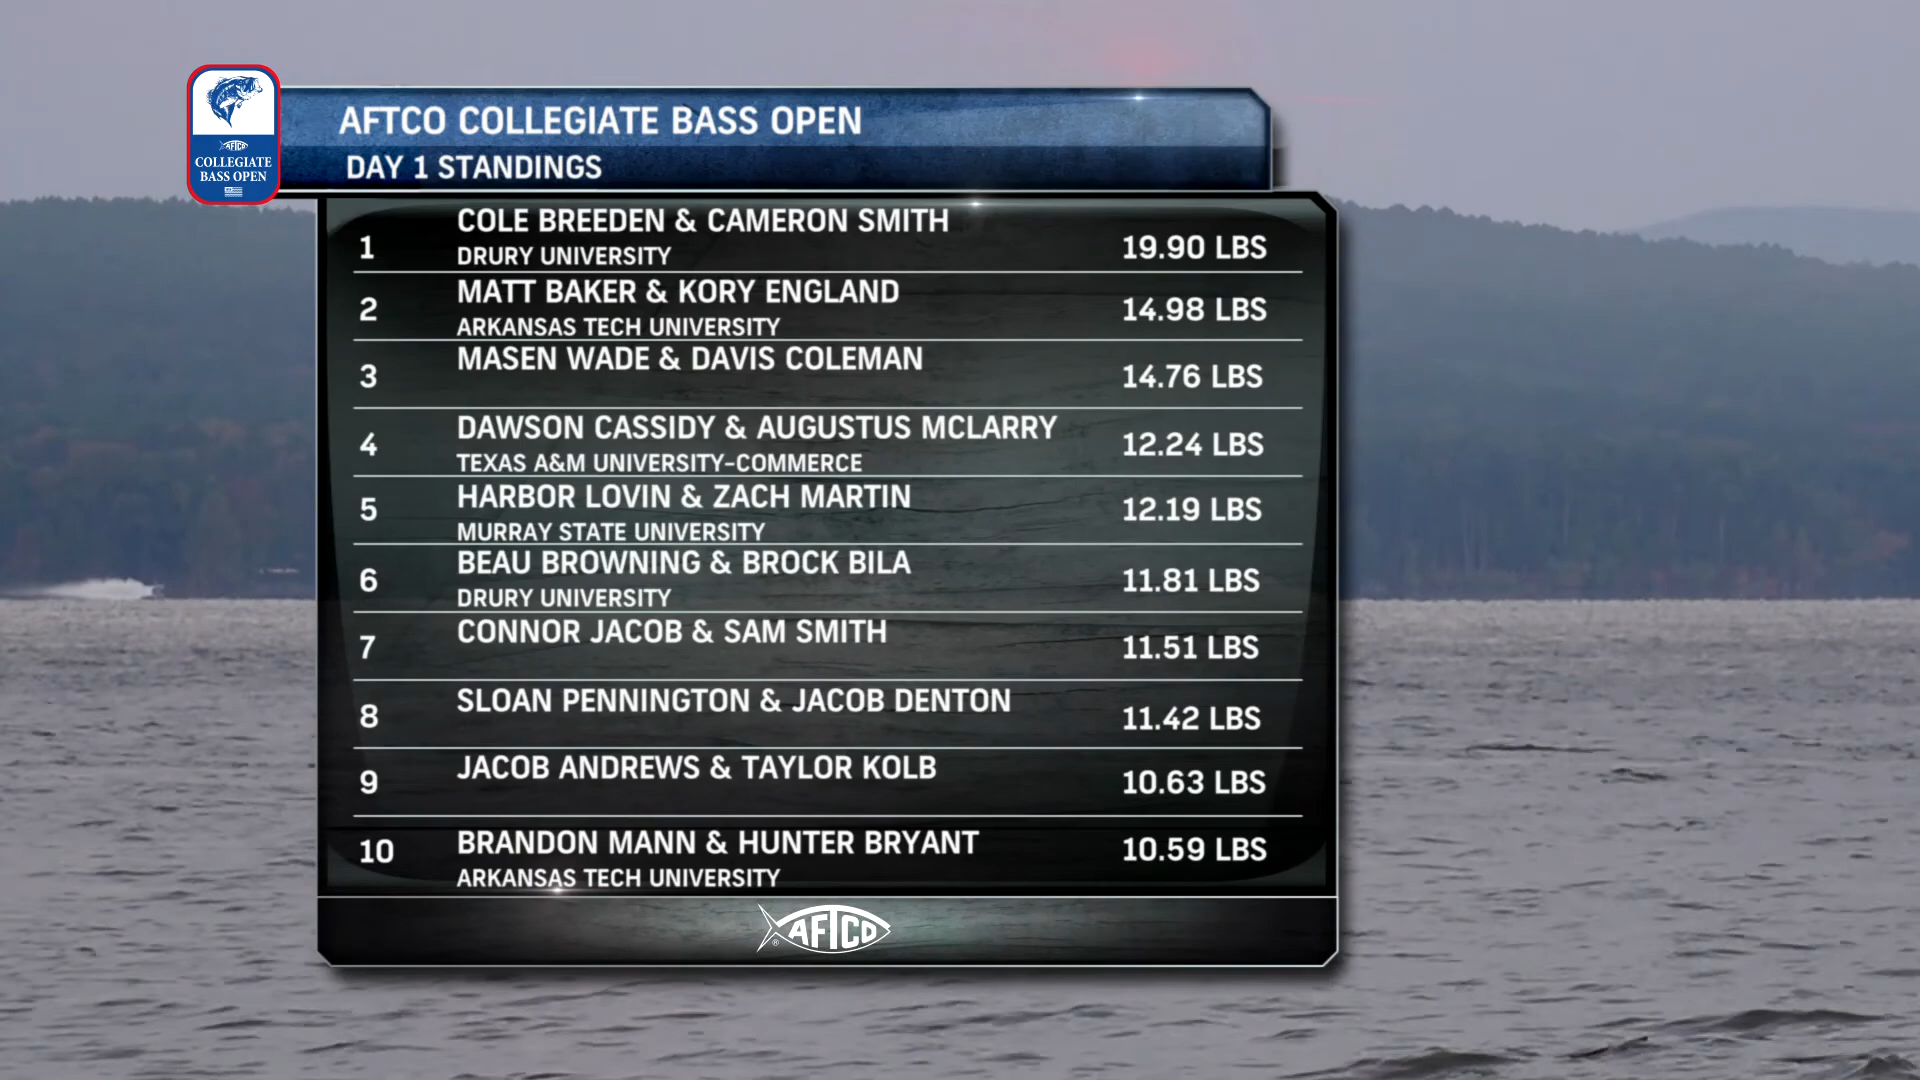 AFTCO
COLLEGIATE
BASS OPEN
AFTCO COLLEGIATE BASS OPEN
DAY 1 STANDINGS
1 COLE BREEDEN & CAMERON SMITH 19.90 LBS
DRURY UNIVERSITY
2 MATT BAKER & KORY ENGLAND 14.98 LBS
ARKANSAS TECH UNIVERSITY
3 MASEN WADE & DAVIS COLEMAN 14.76 LBS
4 DAWSON CASSIDY & AUGUSTUS MCLARRY 12.24 LBS
TEXAS A&M UNIVERSITY-COMMERCE
5 HARBOR LOVIN & ZACH MARTIN 12.19 LBS
MURRAY STATE UNIVERSITY
6 BEAU BROWNING & BROCK BILA 11.81 LBS
DRURY UNIVERSITY
7 CONNOR JACOB & SAM SMITH 11.51 LBS
8 SLOAN PENNINGTON & JACOB DENTON 11.42 LBS
9 JACOB ANDREWS & TAYLOR KOLB 10.63 LBS
10 BRANDON MANN & HUNTER BRYANT 10.59 LBS
ARKANSAS TECH UNIVERSITY
AFTCO®